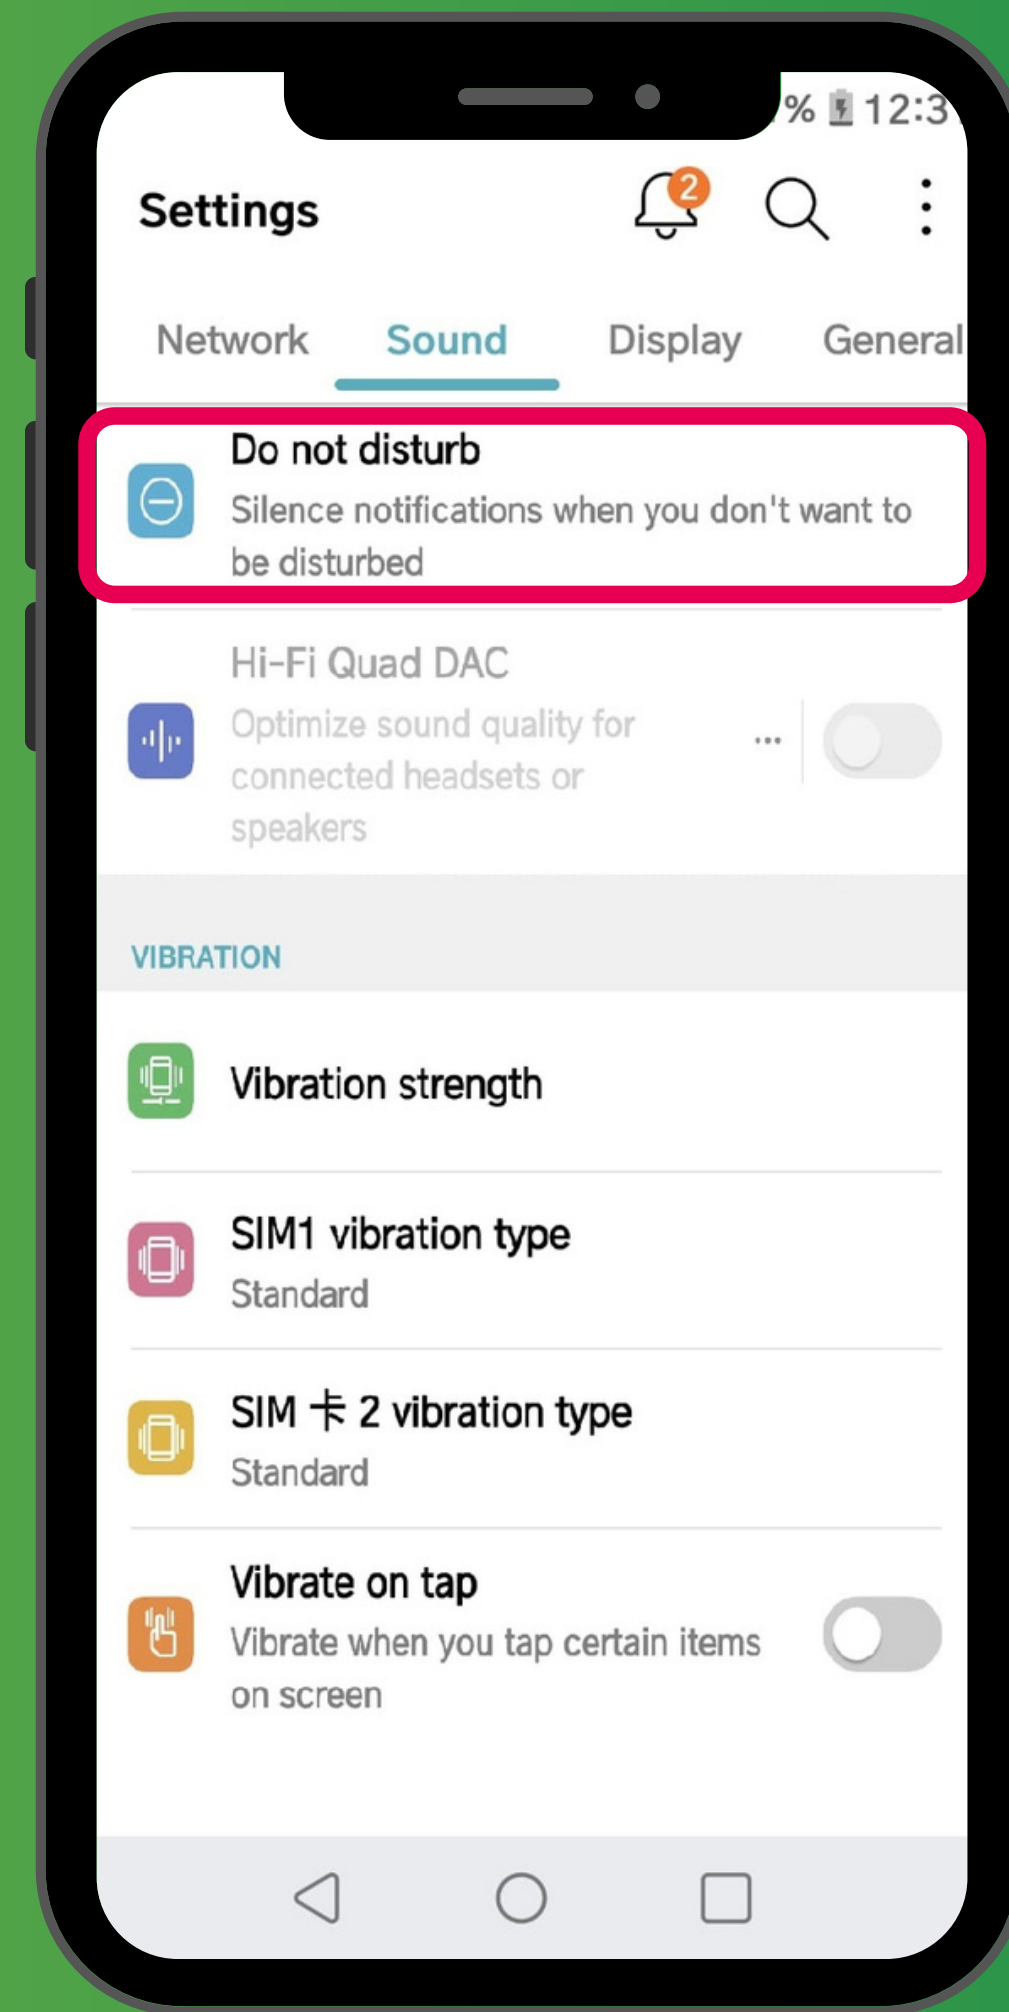 % 12:3
Settings
2
Network Sound Display General
Do not disturb
Silence notifications when you don't want to
be disturbed
Hi-Fi Quad DAC
Optimize sound quality for
connected headsets or
speakers
VIBRATION
Vibration strength
SIM1 vibration type
Standard
SIM 卡 2 vibration type
Standard
Vibrate on tap
Vibrate when you tap certain items
on screen